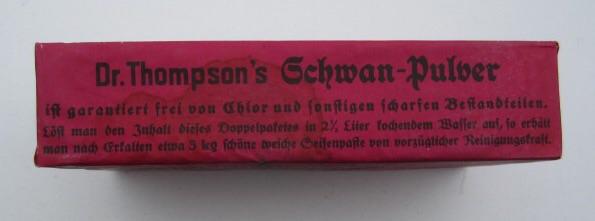 Dr. Thompson's Schwan-Pulver
ist garantiert frei von Chlor und sonstigen scharfen Bestandteilen.
Löst man den Inhalt dieses Doppelpaketes in 2½ Liter kochendem Wasser auf, so erhält
man nach Erkalten etwa 3 kg schöne weiche Seifenpaste von vorzüglicher Reinigungskraft.